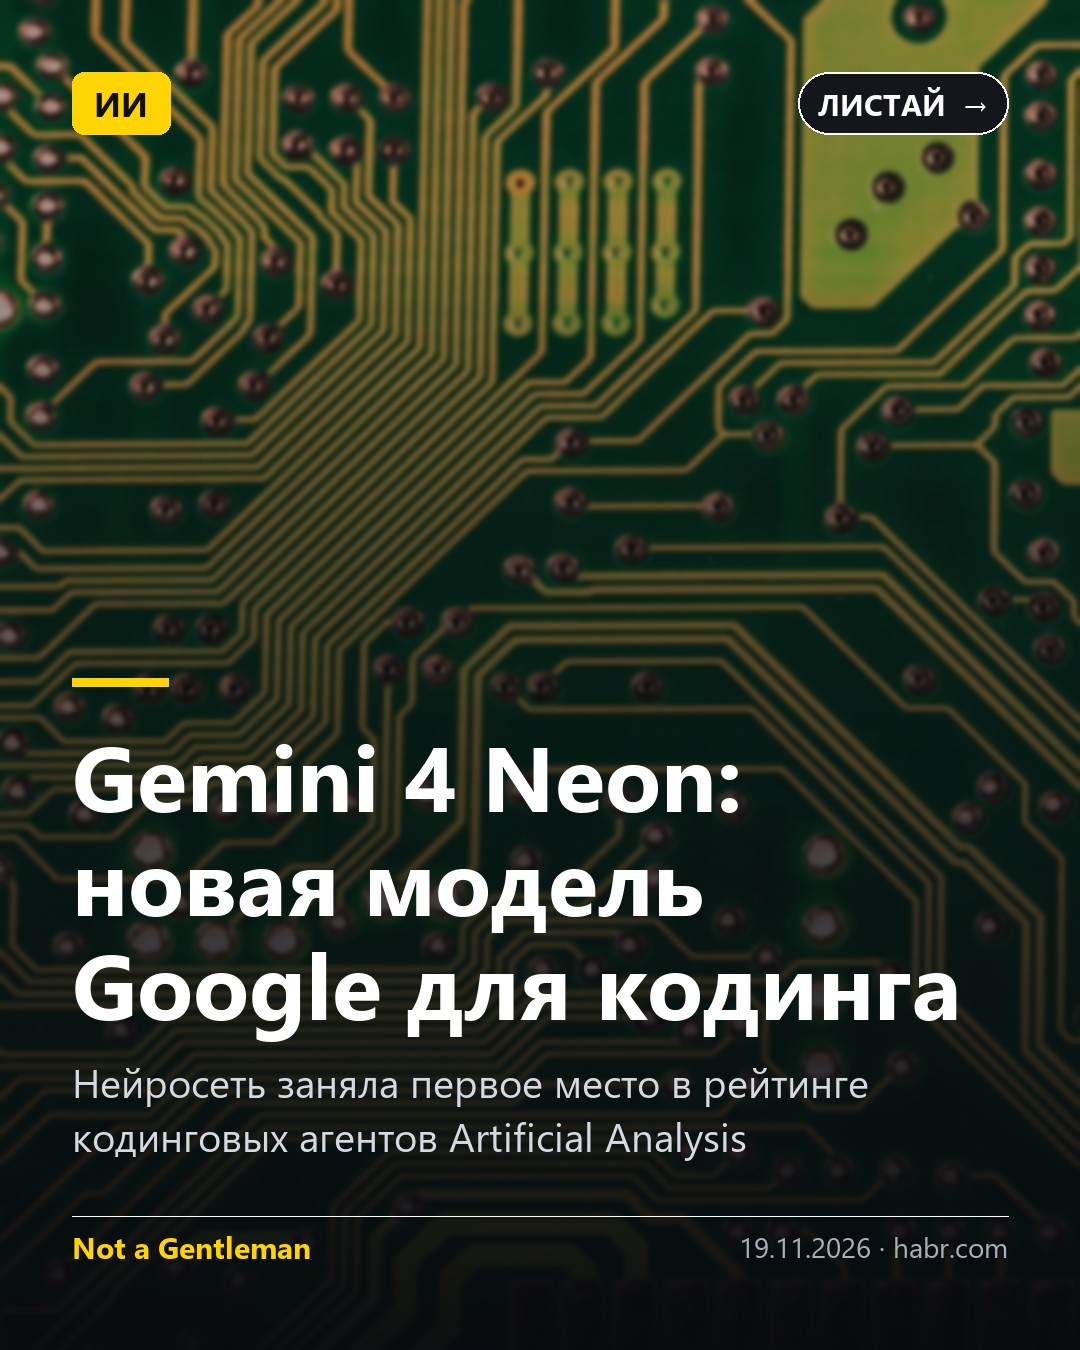 ИИ
ЛИСТАЙ →
Gemini 4 Neon:
новая модель
Google для кодинга
Нейросеть заняла первое место в рейтинге
кодинговых агентов Artificial Analysis
Not a Gentleman
19.11.2026 · habr.com